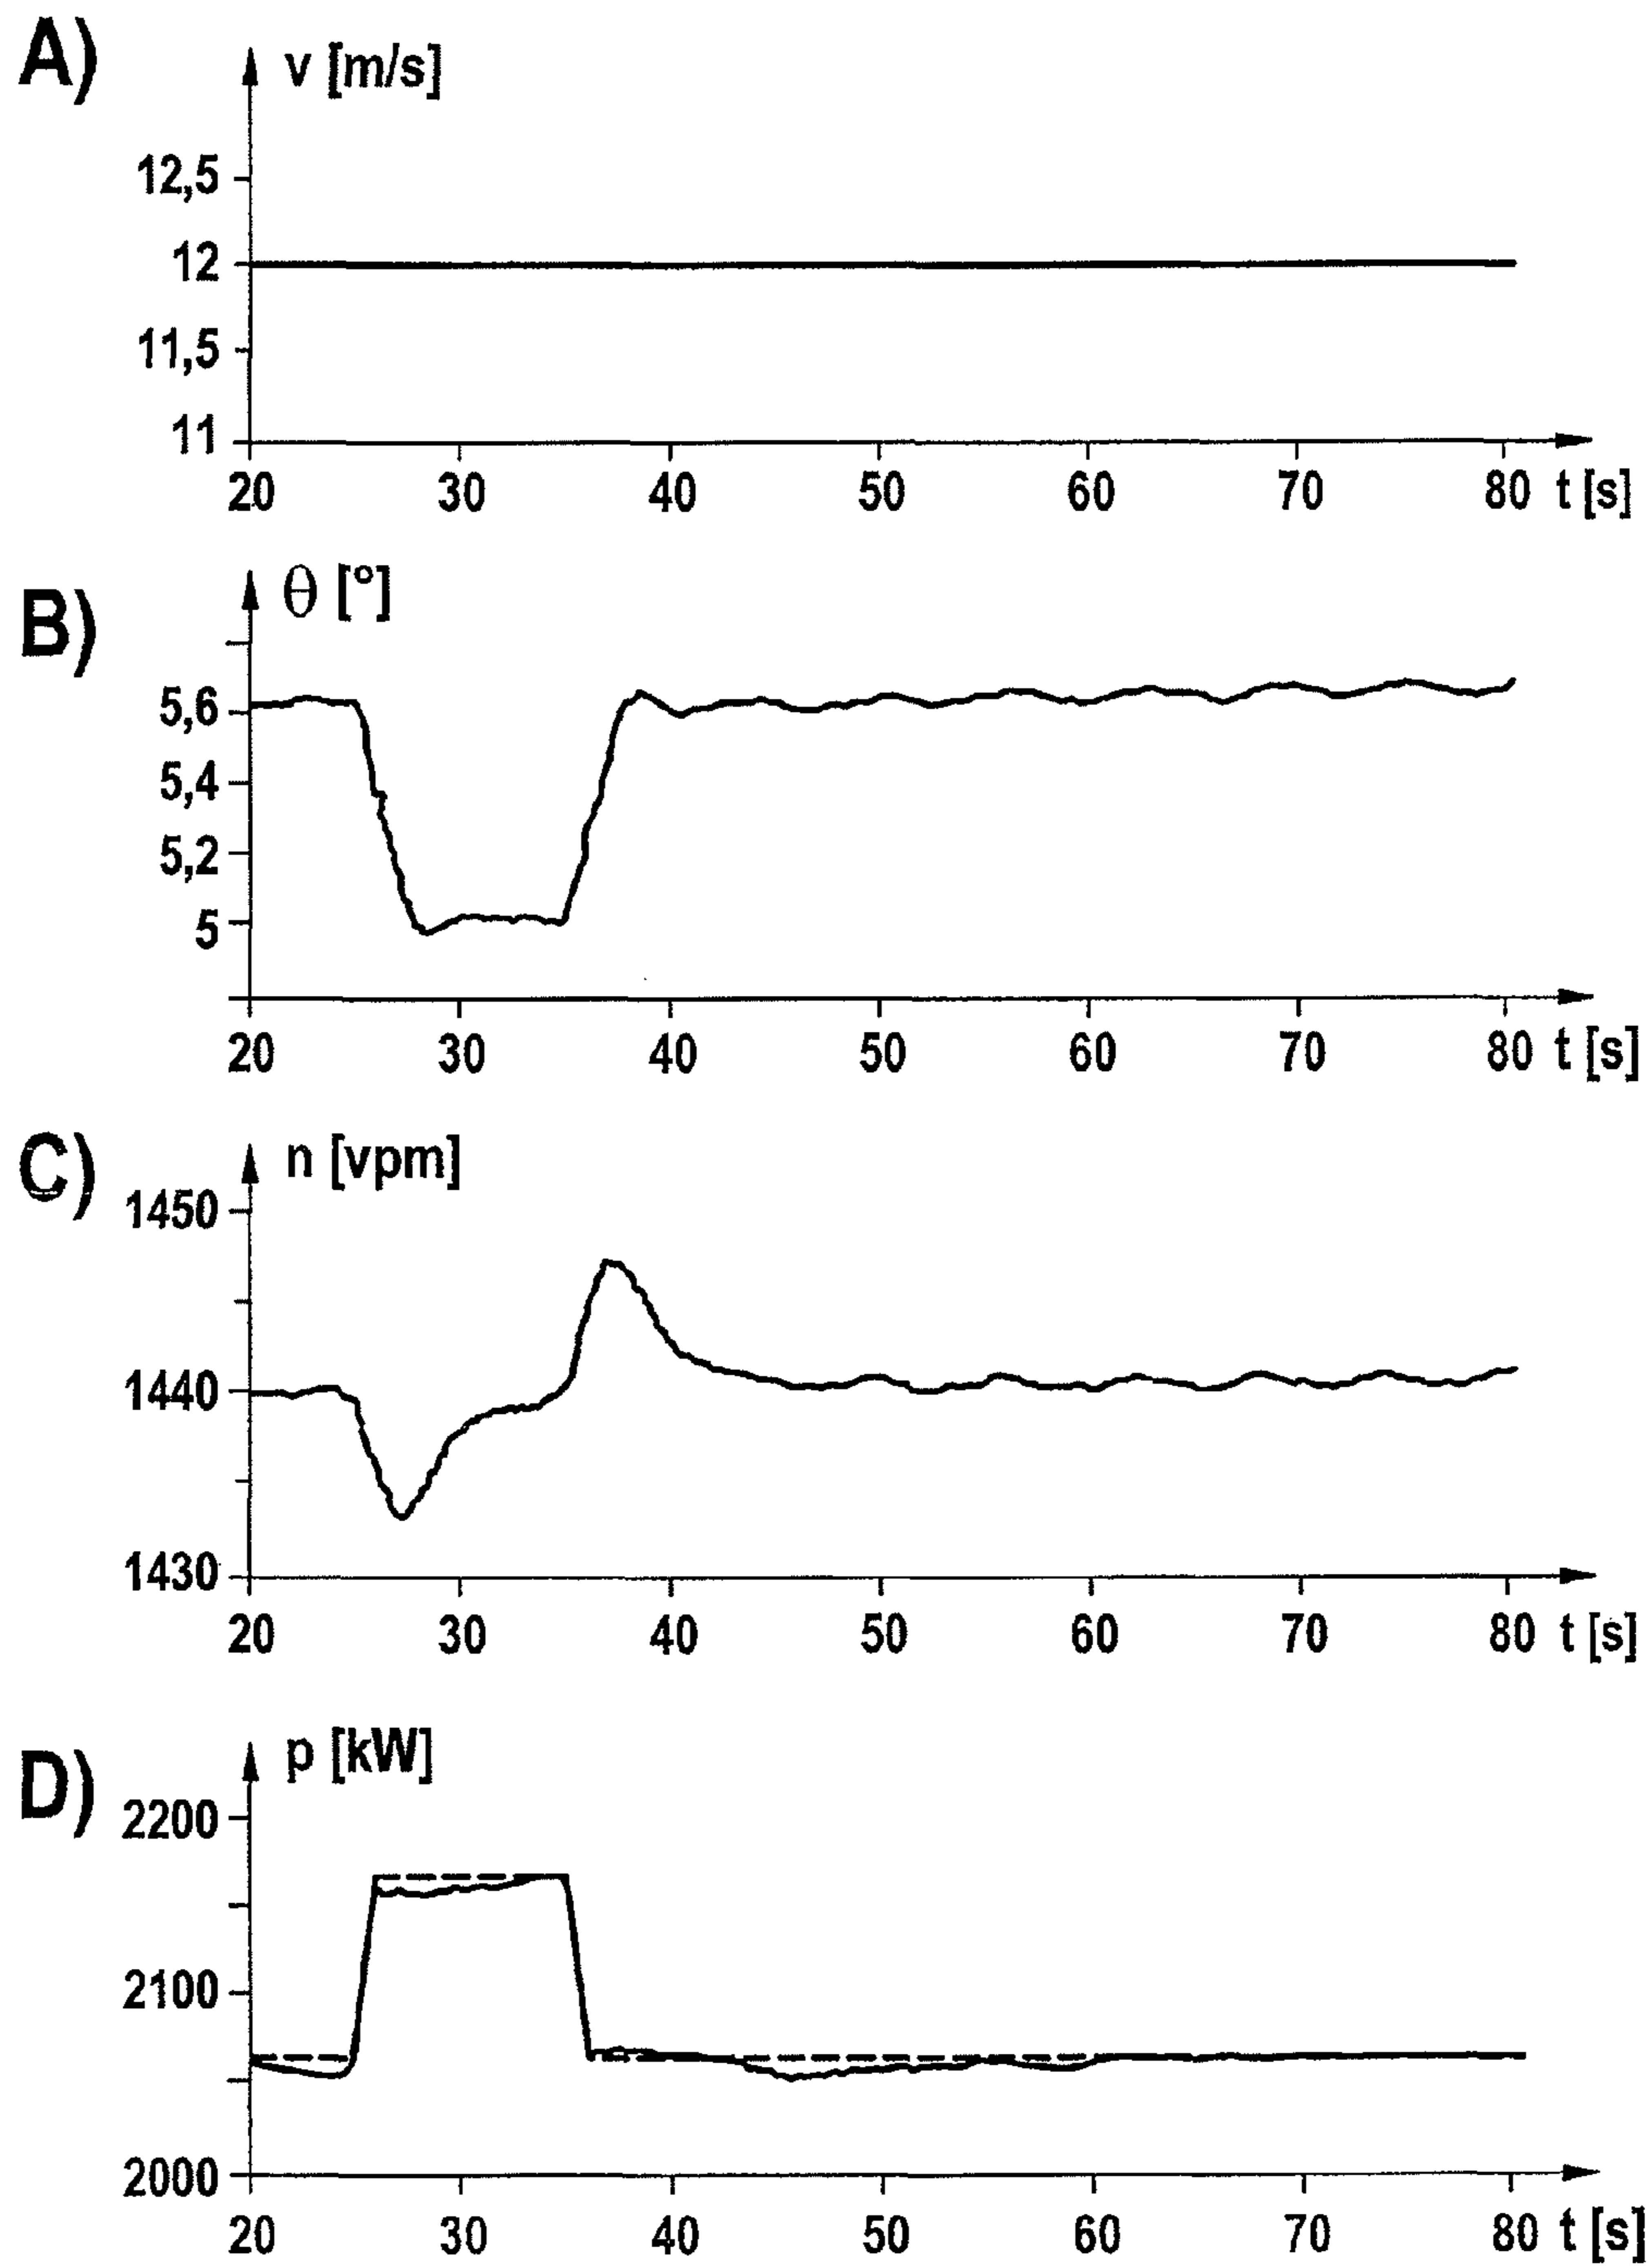 A)
v [m/s]
12,5
12
11,5
11
20 30 40 50 60 70 80 t [s]
B)
θ [°]
5,6
5,4
5,2
5
20 30 40 50 60 70 80 t [s]
C)
n [vpm]
1450
1440
1430
20 30 40 50 60 70 80 t [s]
D)
p [kW]
2200
2100
2000
20 30 40 50 60 70 80 t [s]